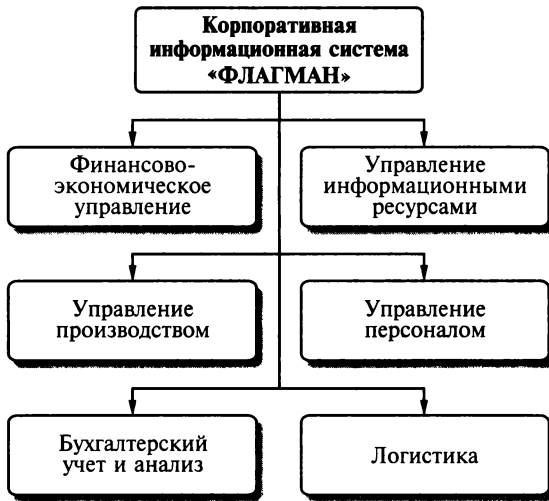 Корпоративная
информационная система
«ФЛАГМАН»
Финансово-
экономическое
управление
Управление
информационными
ресурсами
Управление
производством
Управление
персоналом
Бухгалтерский
учет и анализ
Логистика